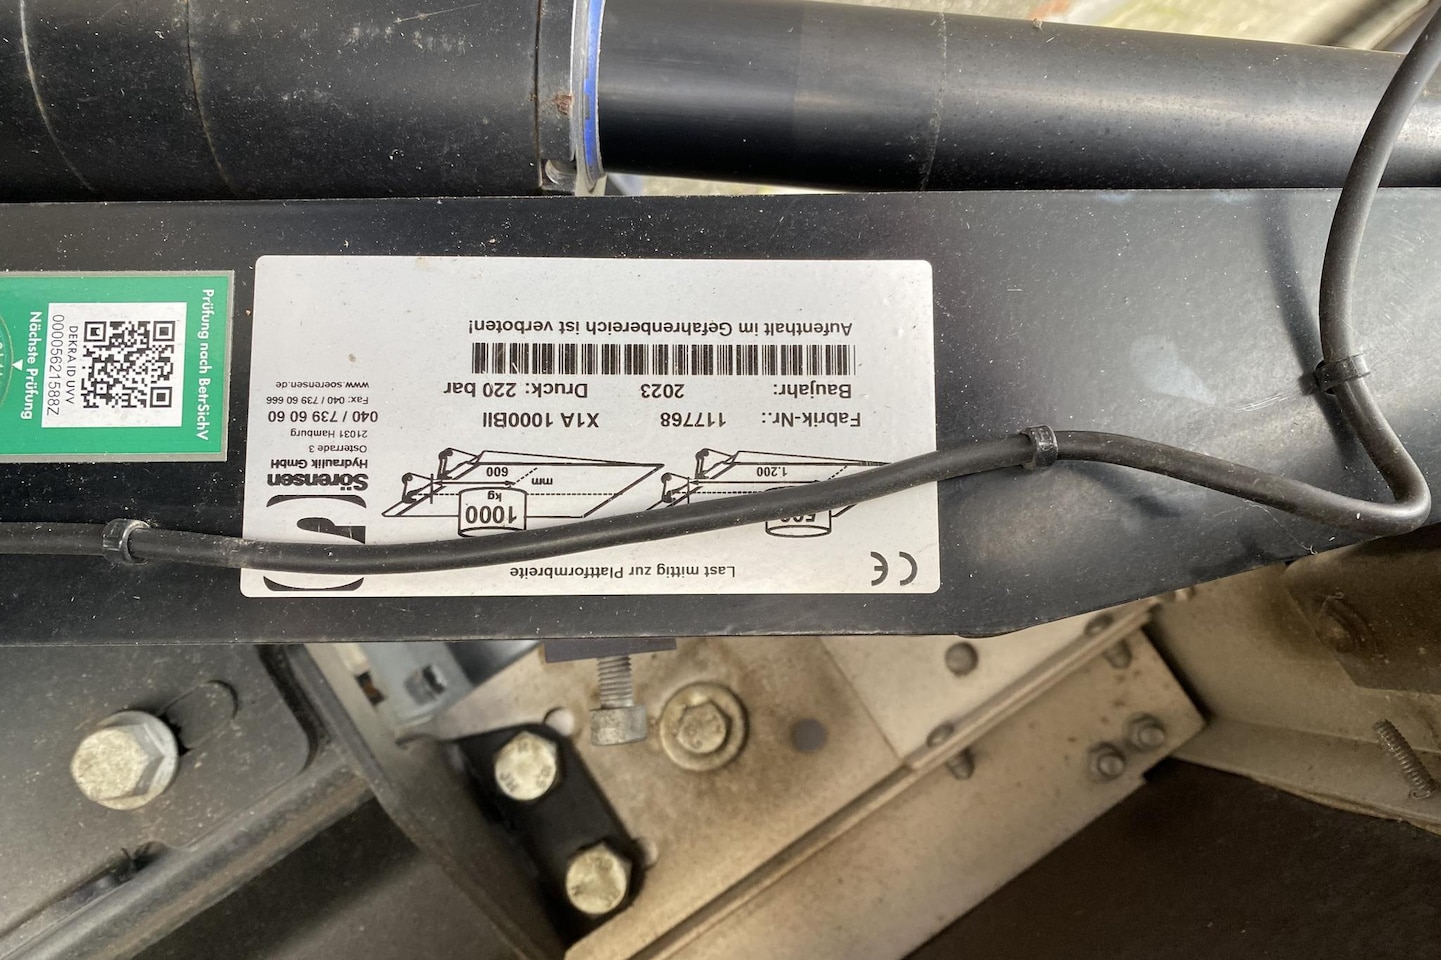 Last mittig zur Plattformbreite
1000
kg
mm
600
1.200
Sörensen
Hydraulik GmbH
Osterrade 3
21031 Hamburg
040 / 739 60 60
Fax: 040 / 739 60 666
www.soerensen.de
Fabrik-Nr.: 117768 X1A 1000BII
Baujahr: 2023 Druck: 220 bar
Aufenthalt im Gefahrenbereich ist verboten!
CE
Prüfung nach BetrSichV
DEKRA ID UVV
00005621588Z
Nächste Prüfung